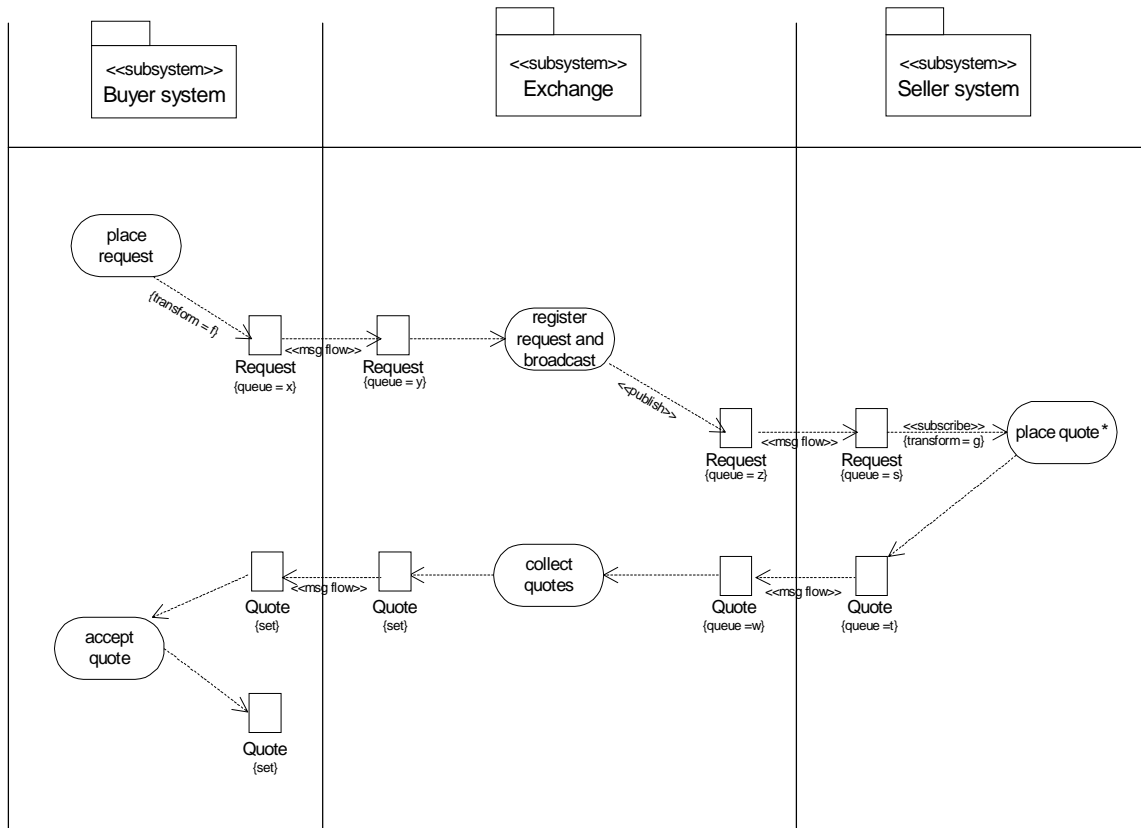 <<subsystem>>
Buyer system
<<subsystem>>
Exchange
<<subsystem>>
Seller system
place
request
{transform = f}
Request
{queue = x}
<<msg flow>>
Request
{queue = y}
register
request and
broadcast
<<publish>>
Request
{queue = z}
<<msg flow>>
Request
{queue = s}
<<subscribe>>
{transform = g}
place quote *
Quote
{queue =t}
<<msg flow>>
Quote
{queue =w}
collect
quotes
Quote
{set}
<<msg flow>>
Quote
{set}
accept
quote
Quote
{set}